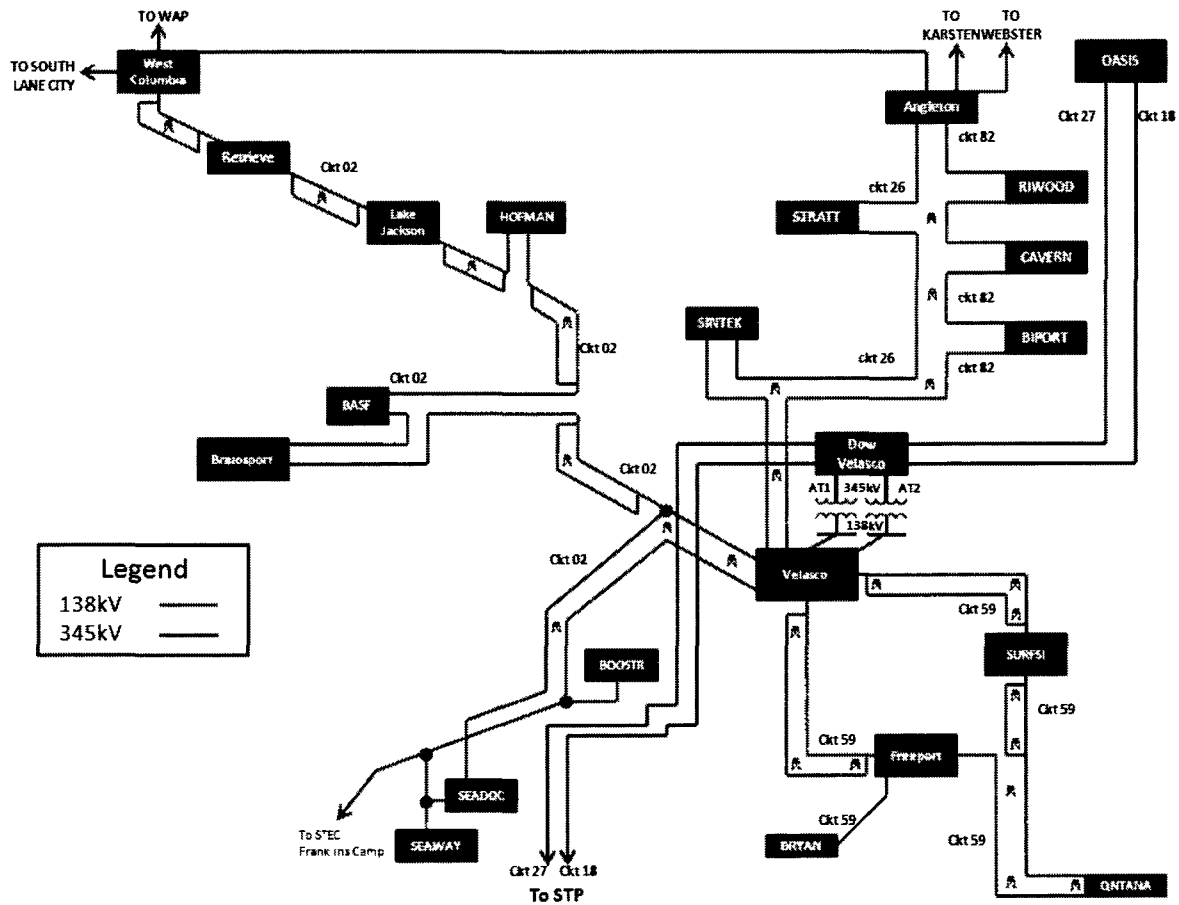 TO WAP
TO SOUTH
LANE CITY
West
Columbia
TO
KARSTEN
TO
WEBSTER
OASIS
Angleton
Ckt 27
Ckt 18
ckt 82
Retrieve
Ckt 02
RIWOOD
ckt 26
Lake
Jackson
HOFMAN
STRATT
CAVERN
ckt 82
SINTEK
BIPORT
Ckt 02
ckt 26
ckt 82
Ckt 02
BASF
Brazosport
Dow
Velasco
Ckt 02
AT1
345kV
AT2
138kV
Legend
138kV
345kV
Ckt 02
Velasco
Ckt 59
SURFSI
BOOSTR
Ckt 59
Ckt 59
Freeport
SEADOC
To STEC
Franklins Camp
SEAWAY
Ckt 59
BRYAN
Ckt 59
Ckt 27
Ckt 18
To STP
QNTANA